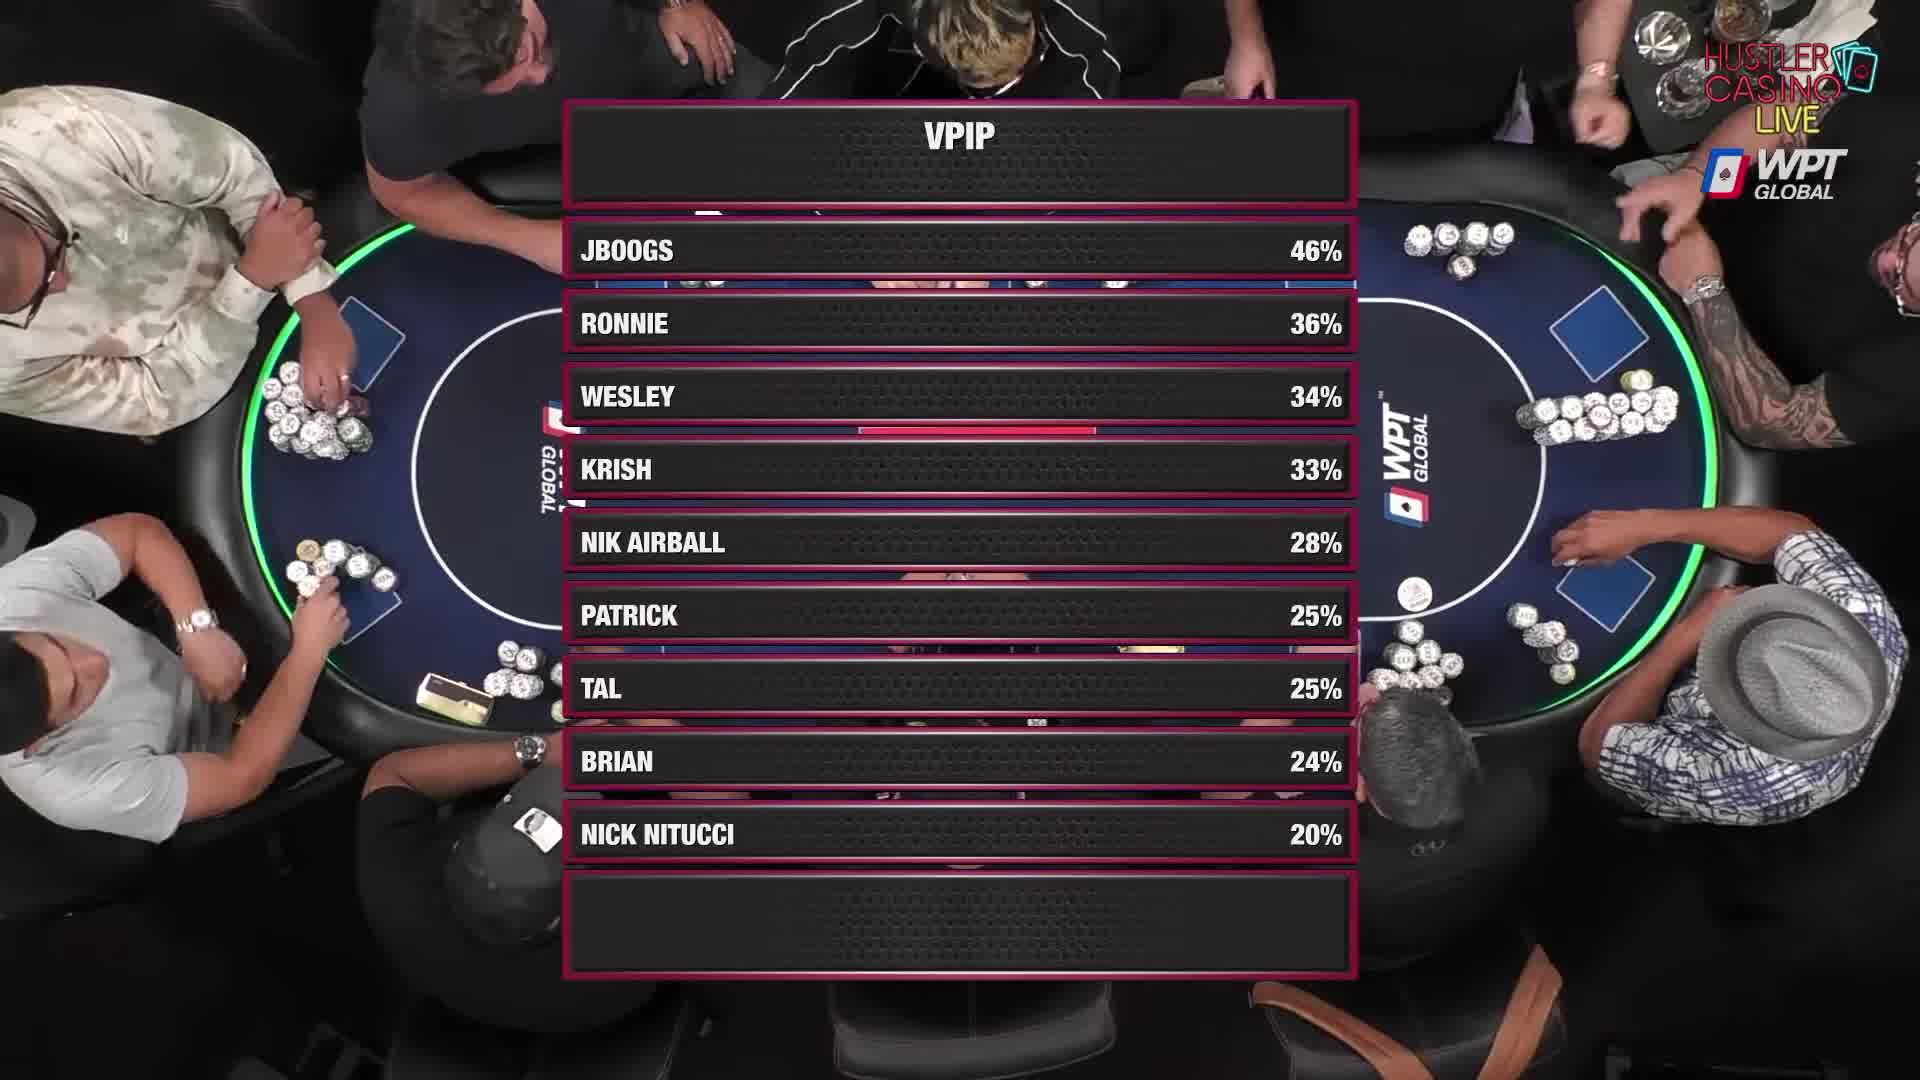 HUSTLER
CASINO
LIVE
WPT
GLOBAL
VPIP
JBOOGS 46%
RONNIE 36%
WESLEY 34%
KRISH 33%
NIK AIRBALL 28%
PATRICK 25%
TAL 25%
BRIAN 24%
NICK NITUCCI 20%
WPT
GLOBAL
GLOBAL